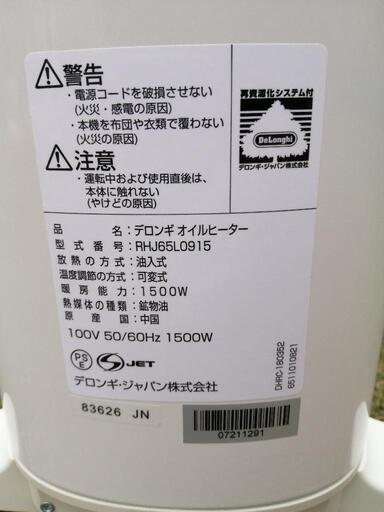 警告
・電源コードを破損させない
(火災・感電の原因)
・本機を布団や衣類で覆わない
(火災の原因)
注意
・運転中および使用直後は、
本体に触れない
(やけどの原因)
再資源化システム付
DeLonghi
デロンギ・ジャパン株式会社
品名:デロンギ オイルヒーター
型式番号:RHJ65L0915
放熱の方式:油入式
温度調節の方式:可変式
暖房能力:1500W
熱媒体の種類:鉱物油
原産国:中国
100V 50/60Hz 1500W
PS
E
JET
デロンギ・ジャパン株式会社
DHRC-180352
6511010821
83626 JN
07211291